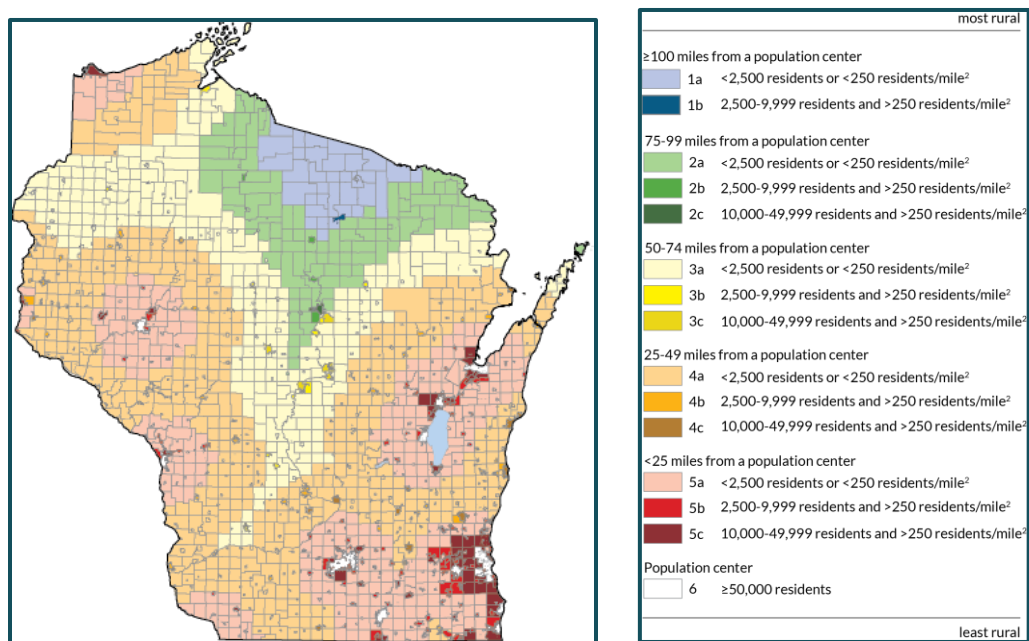 most rural
≥100 miles from a population center
1a <2,500 residents or <250 residents/mile²
1b 2,500-9,999 residents and >250 residents/mile²
75-99 miles from a population center
2a <2,500 residents or <250 residents/mile²
2b 2,500-9,999 residents and >250 residents/mile²
2c 10,000-49,999 residents and >250 residents/mile²
50-74 miles from a population center
3a <2,500 residents or <250 residents/mile²
3b 2,500-9,999 residents and >250 residents/mile²
3c 10,000-49,999 residents and >250 residents/mile²
25-49 miles from a population center
4a <2,500 residents or <250 residents/mile²
4b 2,500-9,999 residents and >250 residents/mile²
4c 10,000-49,999 residents and >250 residents/mile²
<25 miles from a population center
5a <2,500 residents or <250 residents/mile²
5b 2,500-9,999 residents and >250 residents/mile²
5c 10,000-49,999 residents and >250 residents/mile²
Population center
6 ≥50,000 residents
least rural